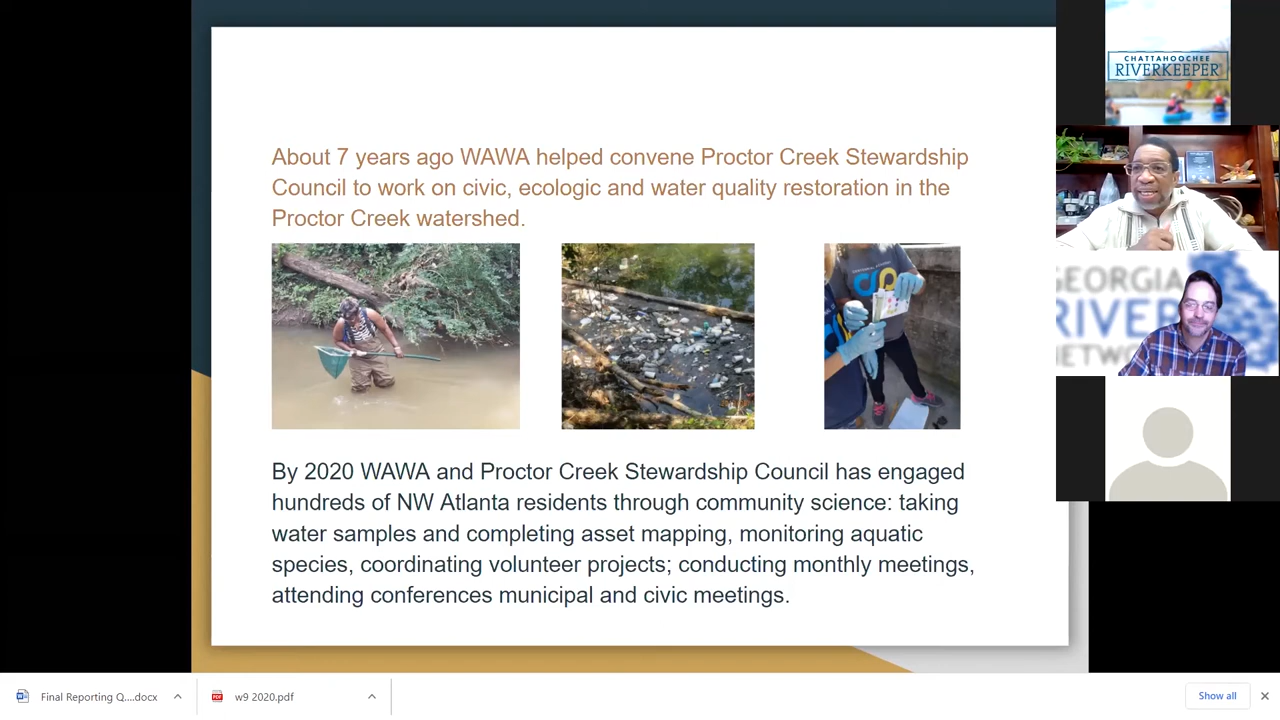 About 7 years ago WAWA helped convene Proctor Creek Stewardship
Council to work on civic, ecologic and water quality restoration in the
Proctor Creek watershed.
By 2020 WAWA and Proctor Creek Stewardship Council has engaged
hundreds of NW Atlanta residents through community science: taking
water samples and completing asset mapping, monitoring aquatic
species, coordinating volunteer projects; conducting monthly meetings,
attending conferences municipal and civic meetings.
CHATTAHOOCHEE
RIVERKEEPER
GEORGIA
RIVER
NETWORK
Final Reporting Q....docx
w9 2020.pdf
Show all